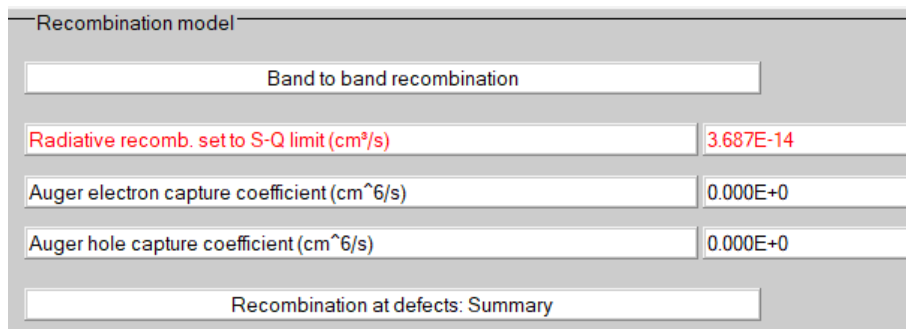 Recombination model
Band to band recombination
Radiative recomb. set to S-Q limit (cm³/s) 3.687E-14
Auger electron capture coefficient (cm^6/s) 0.000E+0
Auger hole capture coefficient (cm^6/s) 0.000E+0
Recombination at defects: Summary